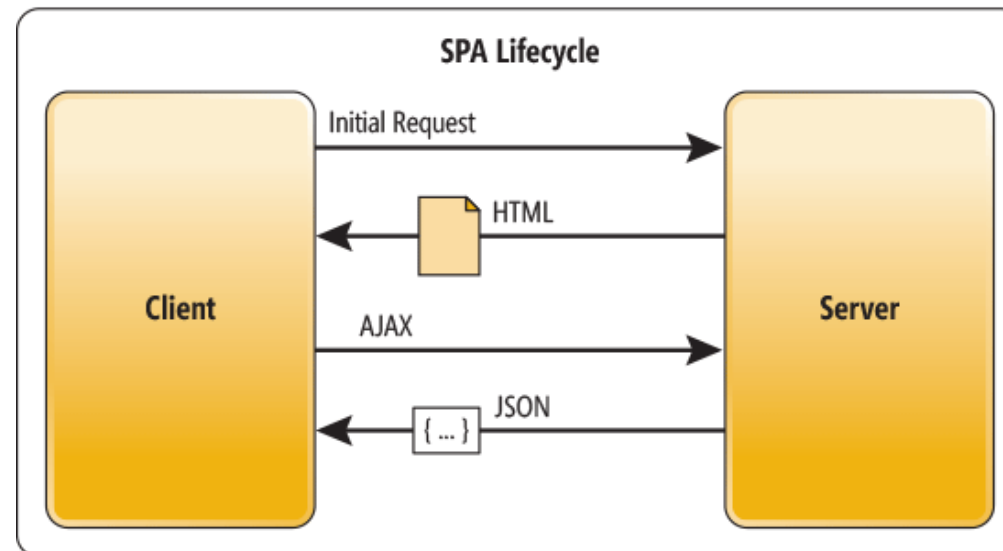 SPA Lifecycle
Initial Request
HTML
Client
Server
AJAX
JSON
{ ... }